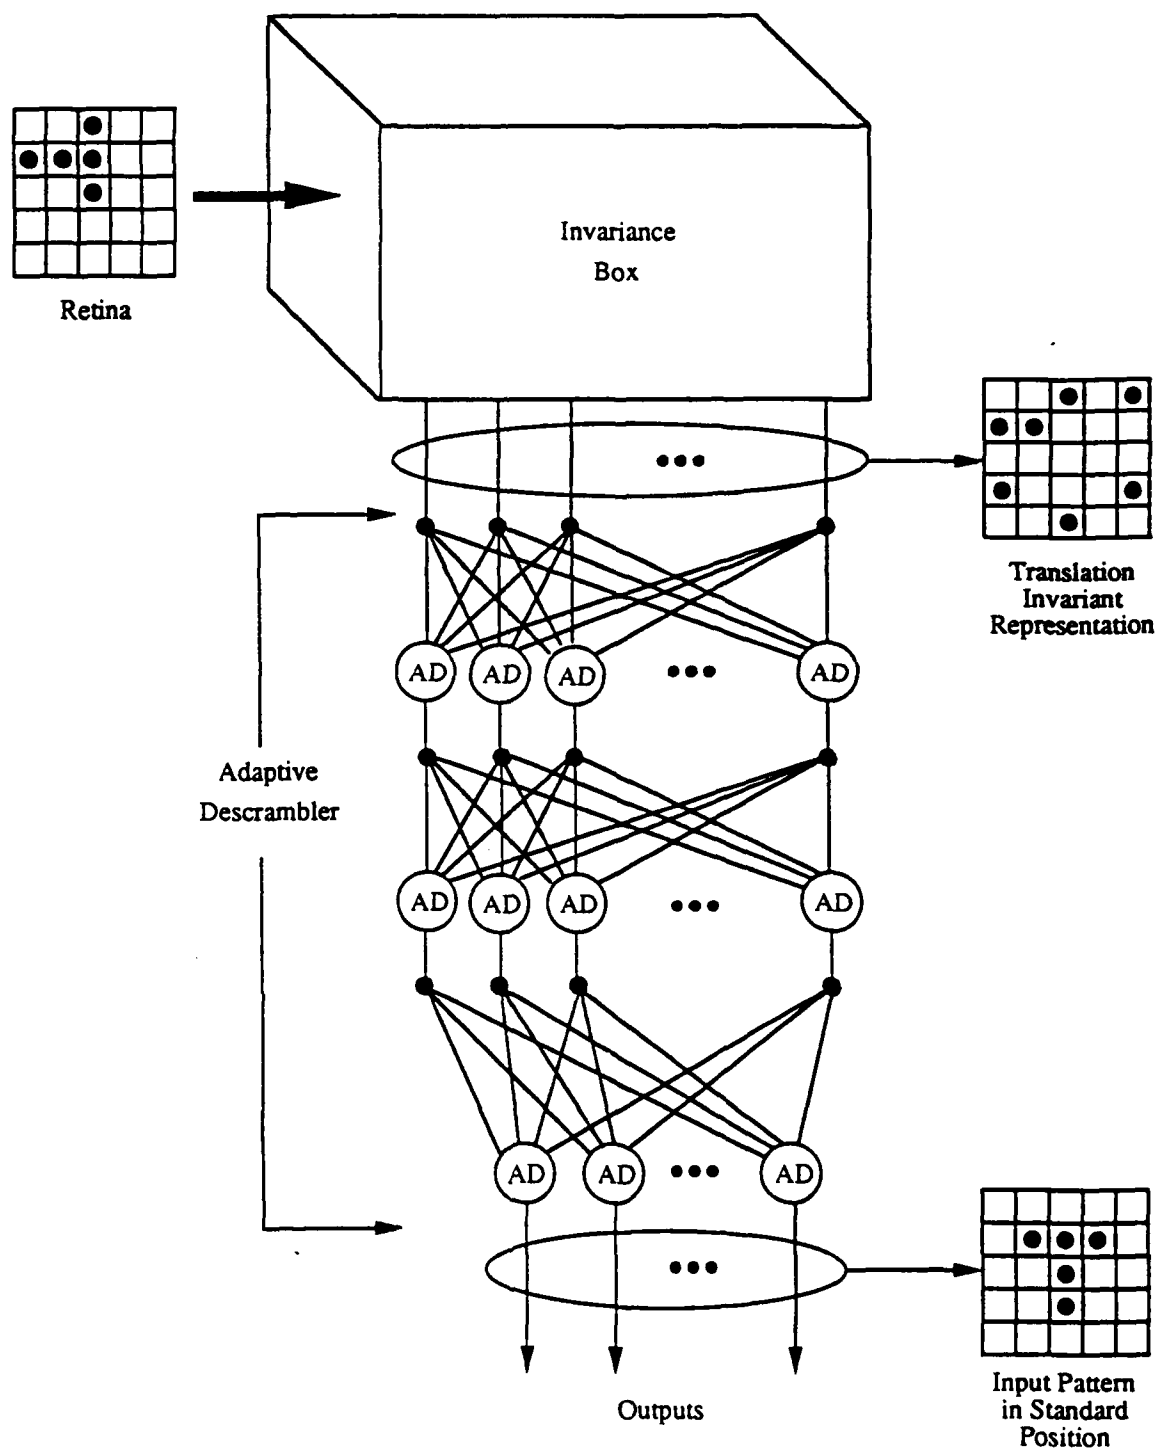 Invariance
Box
Retina
Translation
Invariant
Representation
AD AD AD AD
Adaptive
Descrambler
AD AD AD AD
AD AD AD
Input Pattern
in Standard
Position
Outputs